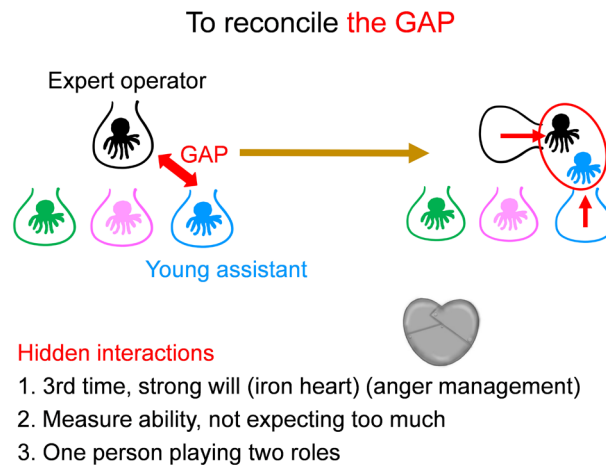 To reconcile the GAP
Expert operator
GAP
Young assistant
Hidden interactions
1. 3rd time, strong will (iron heart) (anger management)
2. Measure ability, not expecting too much
3. One person playing two roles